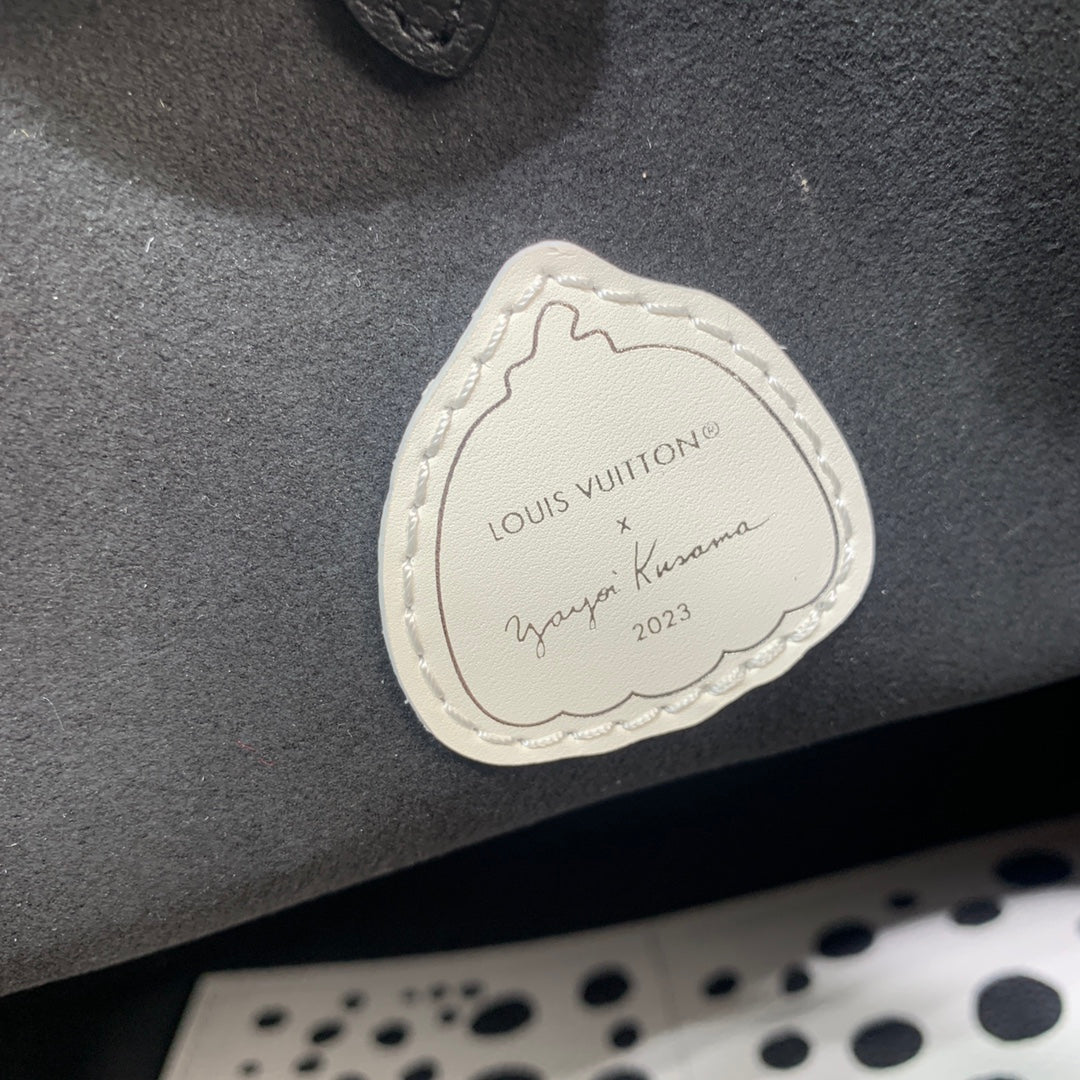 LOUIS VUITTON®
x
Yayoi Kusama
2023